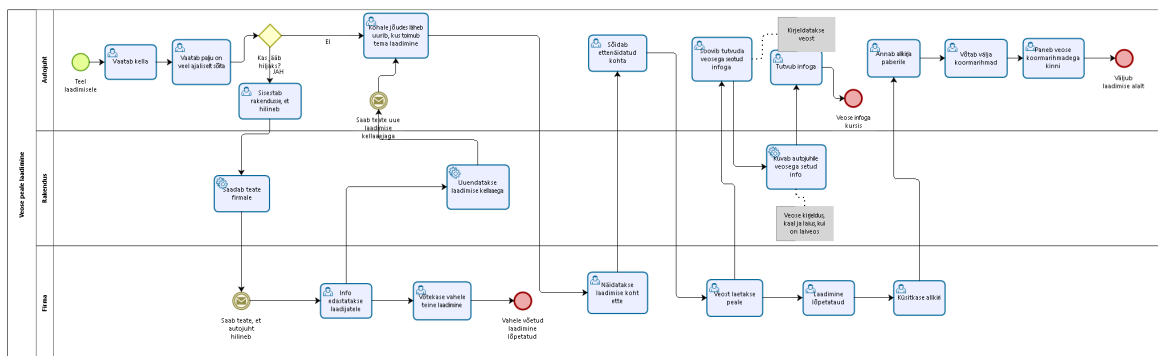 Veose peale laadimine
Autojuht
Teel
laadimisele
Vaatab kella
Vaatab palju on
veel ajaliselt sõita
Kas jääb
hiljaks?
JAH
Ei
Sisestab
rakendusse, et
hilineb
Kohale jõudes läheb
uurib, kus toimub
tema laadimine
Saab teate uue
laadimise
kellaajaga
Sõidab
ettenäidatud
kohta
Soovib tutvuda
veosega seotud
infoga
Kirjeldatakse
veost
Tutvub infoga
Veose infoga
kursis
Annab allkirja
paberile
Võtab välja
koormarihmad
Paneb veose
koormarihmadega
kinni
Väljub
laadimise alalt
Rakendus
Saadab teate
firmale
Uuendatakse
laadimise kellaaega
Kuvab autojuhile
veosega setud
info
Veose kirjeldus,
kaal ja laius, kui
on laiveos
Firma
Saab teate, et
autojuht
hilineb
Info
edastatakse
laadijatele
Võtekase vahele
teine laadimine
Vahele võetud
laadimine
lõpetatud
Näidatakse
laadimise koht
ette
Veost laetakse
peale
Laadimine
lõpetataud
Küsitkase allkiri